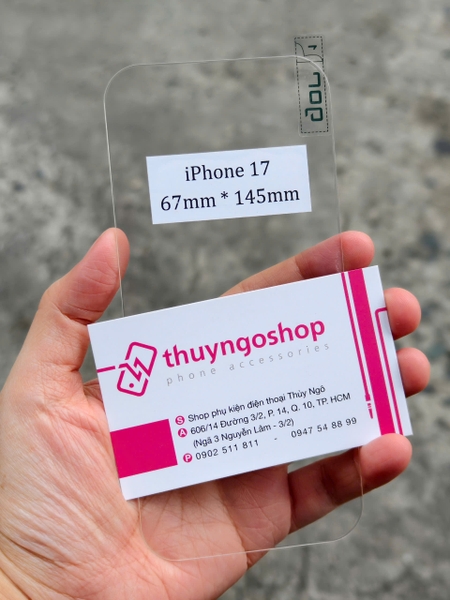 iPhone 17
67mm * 145mm
thuyngoshop
phone accessories
S Shop phụ kiện điện thoại Thúy Ngô
A 606/14 Đường 3/2, P. 14, Q. 10, TP. HCM
(Ngã 3 Nguyễn Lâm - 3/2)
P 0902 511 811 - 0947 54 88 99